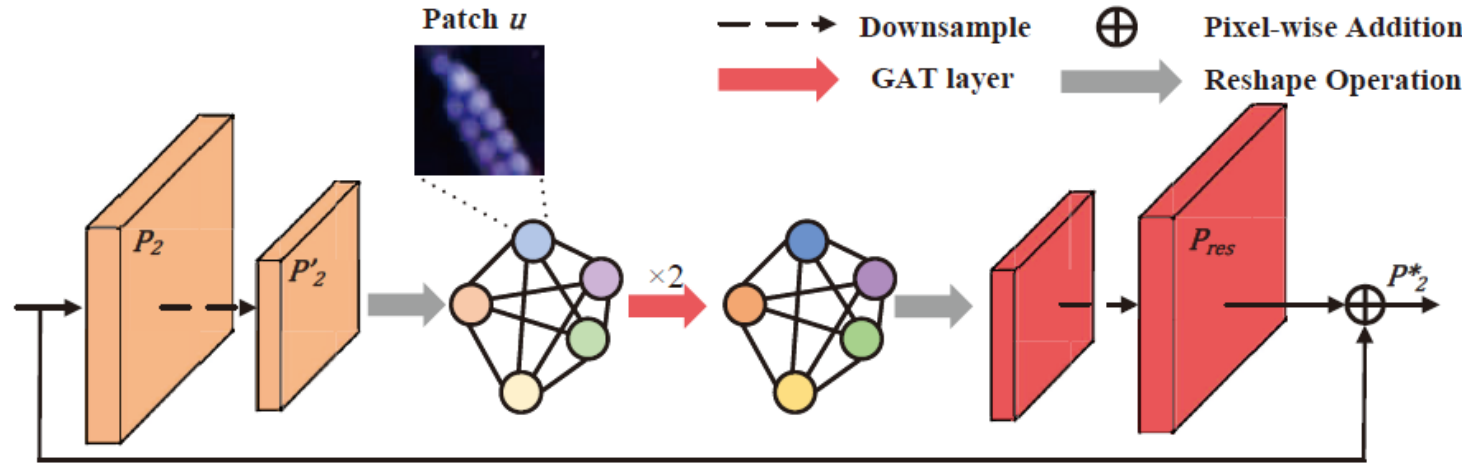 Patch u
Downsample
Pixel-wise Addition
GAT layer
Reshape Operation
P2
P'2
×2
Pres
P*2